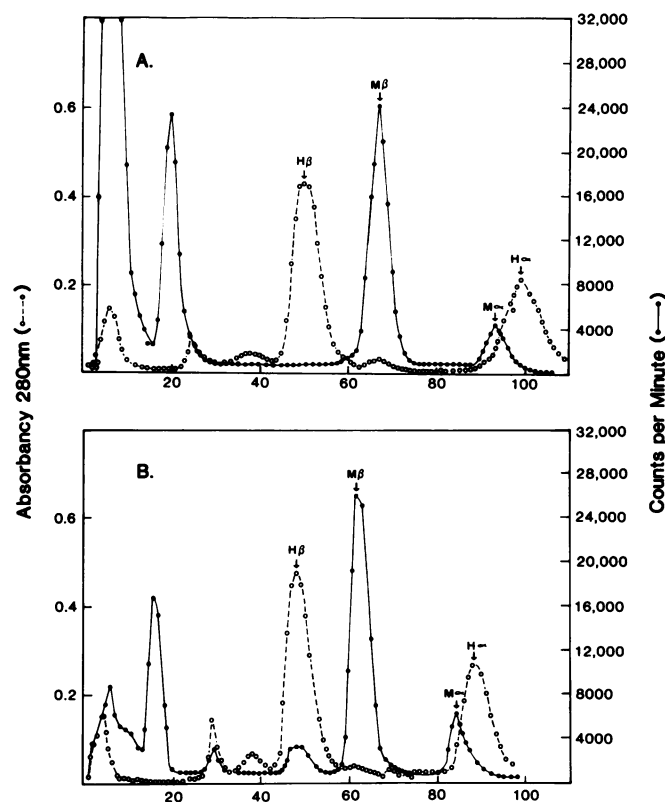 Absorbancy 280nm (o---o)
Counts per Minute (•—•)
A.
0.6
0.4
0.2
32,000
28,000
24,000
20,000
16,000
12,000
8000
4000
Hβ
Mβ
M∝
H∝
20
40
60
80
100
B.
0.6
0.4
0.2
32,000
28,000
24,000
20,000
16,000
12,000
8000
4000
Hβ
Mβ
M∝
H∝
20
40
60
80
100